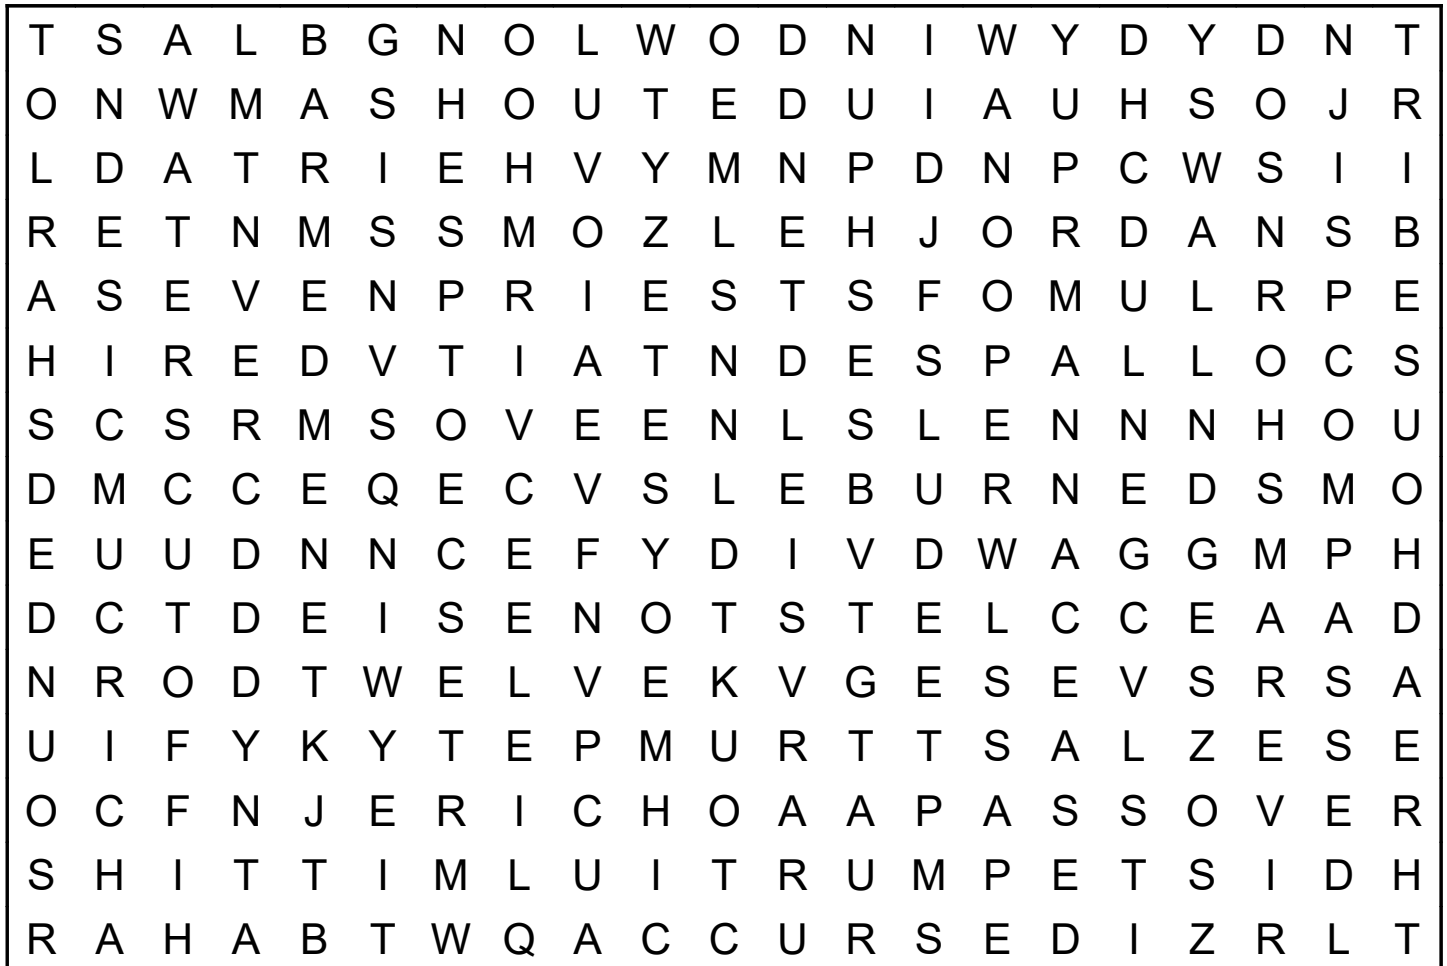 T S A L B G N O L W O D N I W Y D Y D N T
O N W M A S H O U T E D U I A U H S O J R
L D A T R I E H V Y M N P D N P C W S I I
R E T N M S S M O Z L E H J O R D A N S B
A S E V E N P R I E S T S F O M U L R P E
H I R E D V T I A T N D E S P A L L O C S
S C S R M S O V E E N L S L E N N N H O U
D M C C E Q E C V S L E B U R N E D S M O
E U U D N N C E F Y D I V D W A G G M P H
D C T D E I S E N O T S T E L C C E A A D
N R O D T W E L V E K V G E S E V S R S A
U I F Y K Y T E P M U R T T S A L Z E S E
O C F N J E R I C H O A A P A S S O V E R
S H I T T I M L U I T R U M P E T S I D H
R A H A B T W Q A C C U R S E D I Z R L T